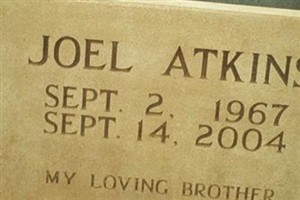 JOEL ATKINS
SEPT. 2, 1967
SEPT. 14, 2004
MY LOVING BROTHER